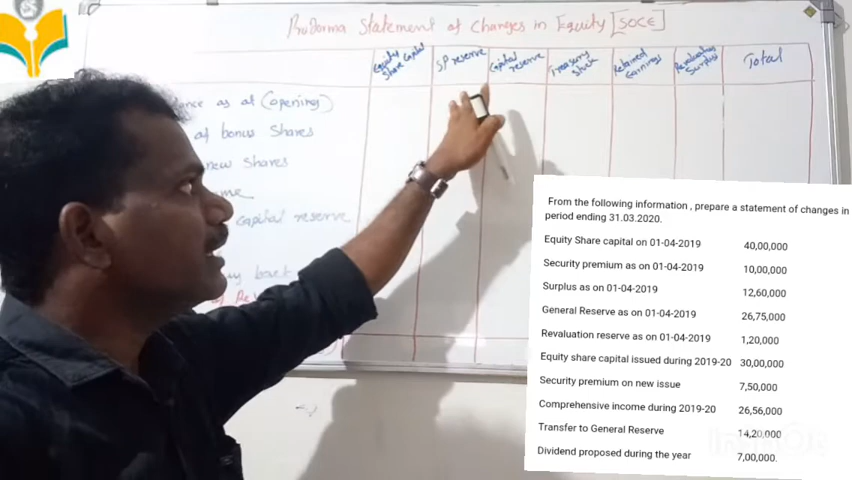 Proforma Statement of Changes in Equity [SOCE]
Equity Share Capital
SP reserve
Capital reserve
Treasury stock
Retained Earnings
Revaluation Surplus
Total
as at (opening)
of bonus Shares
new Shares
capital reserve
From the following information , prepare a statement of changes in
period ending 31.03.2020.
Equity Share capital on 01-04-2019 40,00,000
Security premium as on 01-04-2019 10,00,000
Surplus as on 01-04-2019 12,60,000
General Reserve as on 01-04-2019 26,75,000
Revaluation reserve as on 01-04-2019 1,20,000
Equity share capital issued during 2019-20 30,00,000
Security premium on new issue 7,50,000
Comprehensive income during 2019-20 26,56,000
Transfer to General Reserve 14,20,000
Dividend proposed during the year 7,00,000.